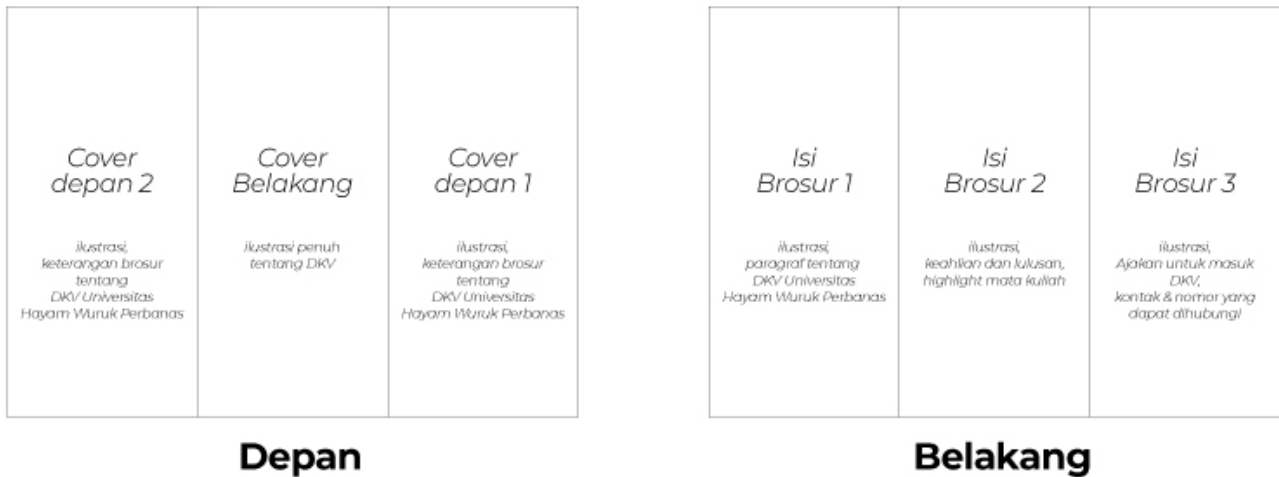 Cover
depan 2
ilustrasi,
keterangan brosur
tentang
DKV Universitas
Hayam Wuruk Perbanas
Cover
Belakang
ilustrasi penuh
tentang DKV
Cover
depan 1
ilustrasi,
keterangan brosur
tentang
DKV Universitas
Hayam Wuruk Perbanas
Depan
Isi
Brosur 1
ilustrasi,
paragraf tentang
DKV Universitas
Hayam Wuruk Perbanas
Isi
Brosur 2
ilustrasi,
keahlian dan lulusan,
highlight mata kuliah
Isi
Brosur 3
ilustrasi,
Ajakan untuk masuk
DKV,
kontak & nomor yang
dapat dihubungi
Belakang